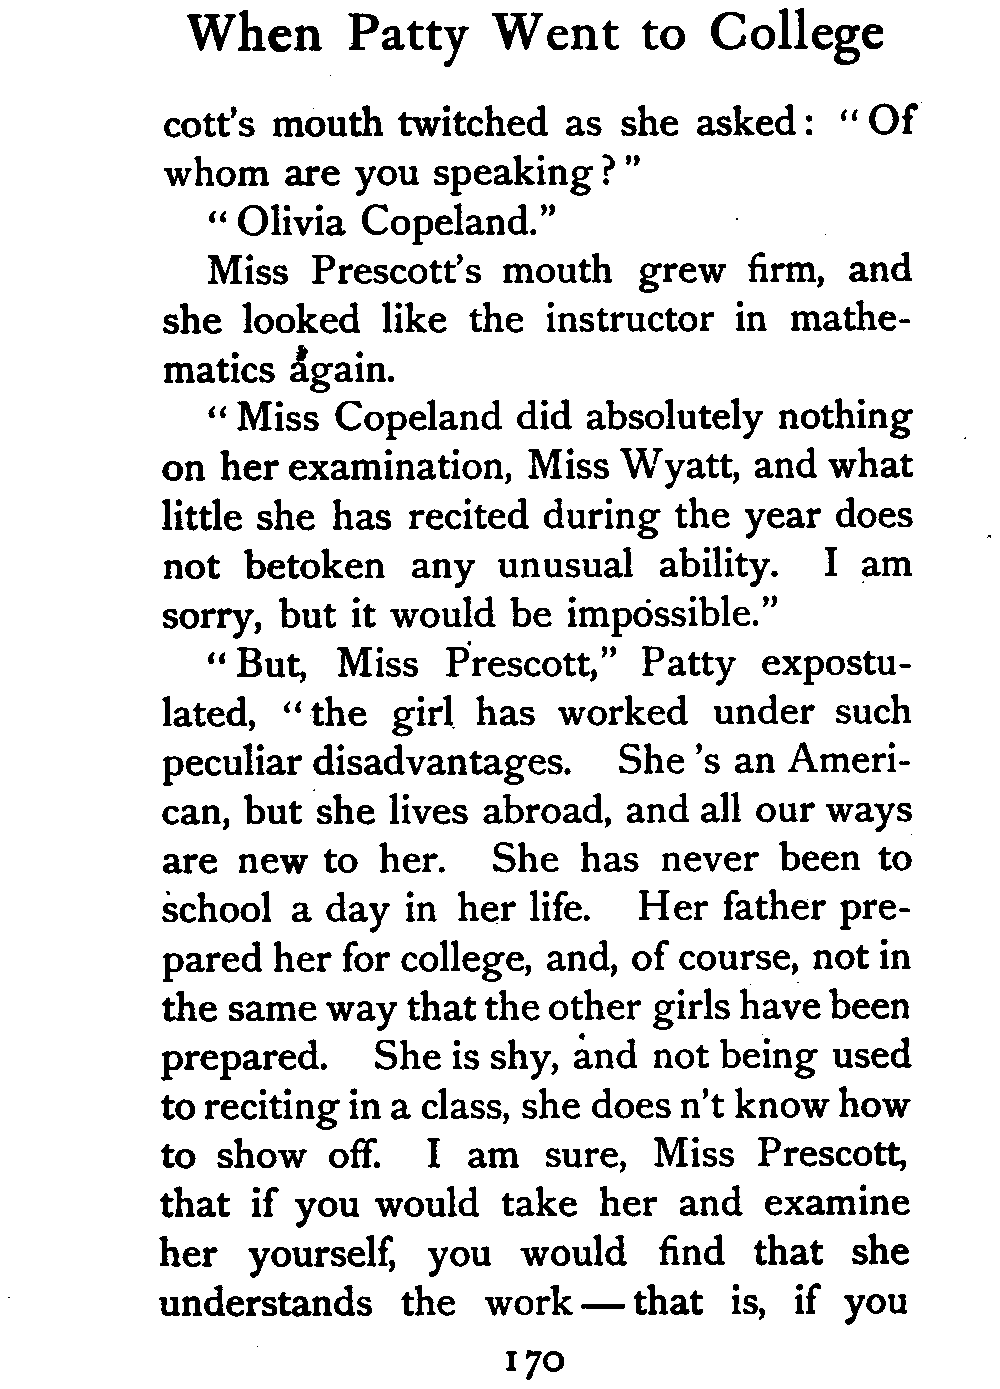 When Patty Went to College
cott's mouth twitched as she asked: "Of
whom are you speaking?"
"Olivia Copeland."
Miss Prescott's mouth grew firm, and
she looked like the instructor in mathe-
matics again.
"Miss Copeland did absolutely nothing
on her examination, Miss Wyatt, and what
little she has recited during the year does
not betoken any unusual ability. I am
sorry, but it would be impossible."
"But, Miss Prescott," Patty expostu-
lated, "the girl has worked under such
peculiar disadvantages. She 's an Ameri-
can, but she lives abroad, and all our ways
are new to her. She has never been to
school a day in her life. Her father pre-
pared her for college, and, of course, not in
the same way that the other girls have been
prepared. She is shy, and not being used
to reciting in a class, she does n't know how
to show off. I am sure, Miss Prescott,
that if you would take her and examine
her yourself, you would find that she
understands the work—that is, if you
170